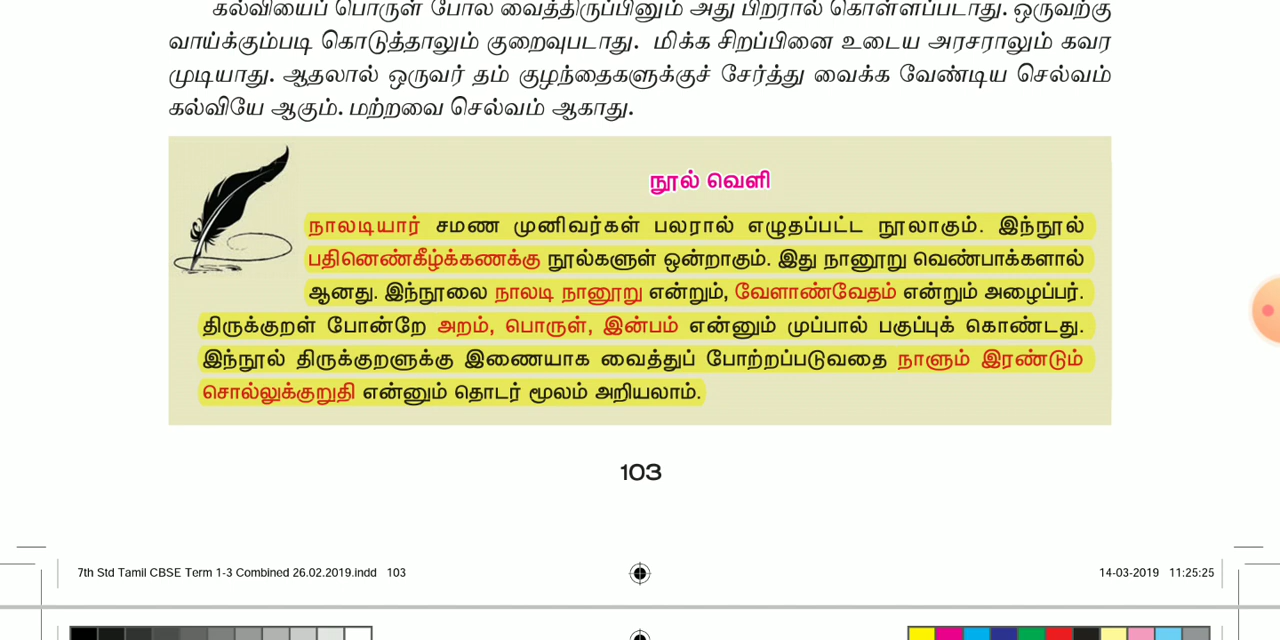 கல்வியைப் பொருள் போல வைத்திருப்பினும் அது பிறரால் கொள்ளப்படாது. ஒருவற்கு
வாய்க்கும்படி கொடுத்தாலும் குறைவுபடாது. மிக்க சிறப்பினை உடைய அரசராலும் கவர
முடியாது. ஆதலால் ஒருவர் தம் குழந்தைகளுக்குச் சேர்த்து வைக்க வேண்டிய செல்வம்
கல்வியே ஆகும். மற்றவை செல்வம் ஆகாது.
நூல் வெளி
நாலடியார் சமண முனிவர்கள் பலரால் எழுதப்பட்ட நூலாகும். இந்நூல்
பதினெண்கீழ்க்கணக்கு நூல்களுள் ஒன்றாகும். இது நானூறு வெண்பாக்களால்
ஆனது. இந்நூலை நாலடி நானூறு என்றும், வேளாண்வேதம் என்றும் அழைப்பர்.
திருக்குறள் போன்றே அறம், பொருள், இன்பம் என்னும் முப்பால் பகுப்புக் கொண்டது.
இந்நூல் திருக்குறளுக்கு இணையாக வைத்துப் போற்றப்படுவதை நாளும் இரண்டும்
சொல்லுக்குறுதி என்னும் தொடர் மூலம் அறியலாம்.
103
7th Std Tamil CBSE Term 1-3 Combined 26.02.2019.indd 103
14-03-2019 11:25:25